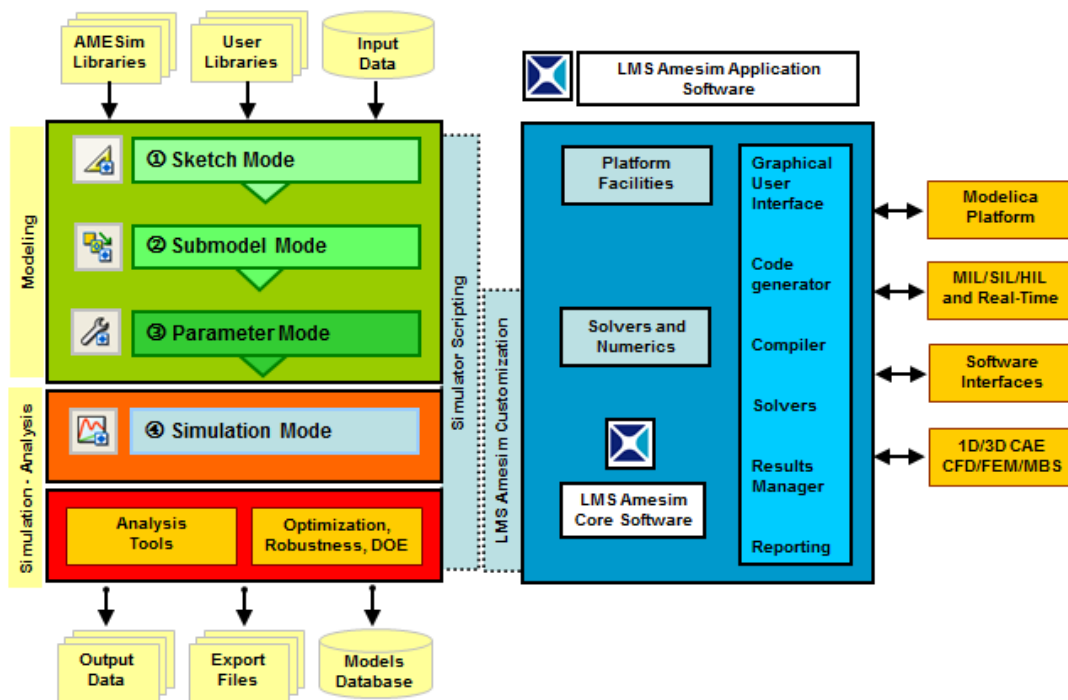 AMESim
Libraries
User
Libraries
Input
Data
LMS Amesim Application
Software
Modeling
① Sketch Mode
② Submodel Mode
③ Parameter Mode
Simulation - Analysis
④ Simulation Mode
Analysis
Tools
Optimization,
Robustness, DOE
Simulator Scripting
LMS Amesim Customization
Output
Data
Export
Files
Models
Database
Platform
Facilities
Solvers and
Numerics
LMS Amesim
Core Software
Graphical
User
Interface
Code
generator
Compiler
Solvers
Results
Manager
Reporting
Modelica
Platform
MIL/SIL/HIL
and Real-Time
Software
Interfaces
1D/3D CAE
CFD/FEM/MBS